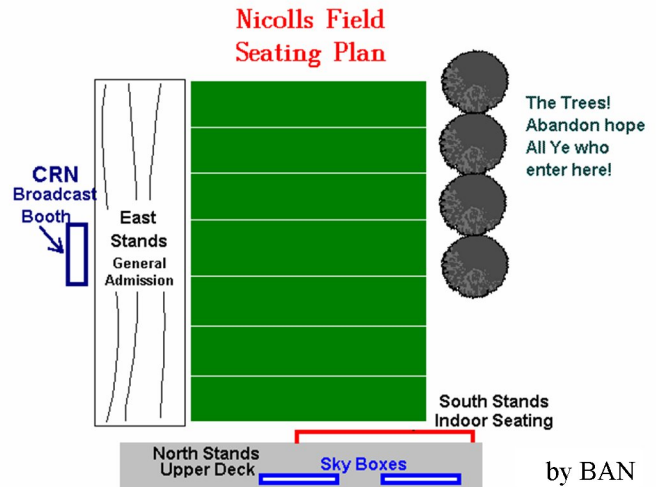 Nicolls Field
Seating Plan
The Trees!
Abandon hope
All Ye who
enter here!
CRN
Broadcast
Booth
East
Stands
General
Admission
South Stands
Indoor Seating
North Stands
Upper Deck
Sky Boxes
by BAN